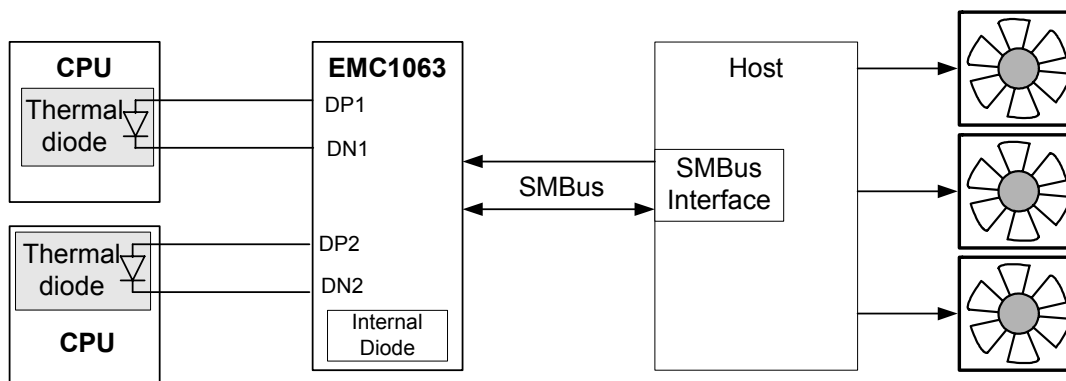 CPU
Thermal
diode
Thermal
diode
CPU
EMC1063
DP1
DN1
DP2
DN2
Internal
Diode
SMBus
Host
SMBus
Interface